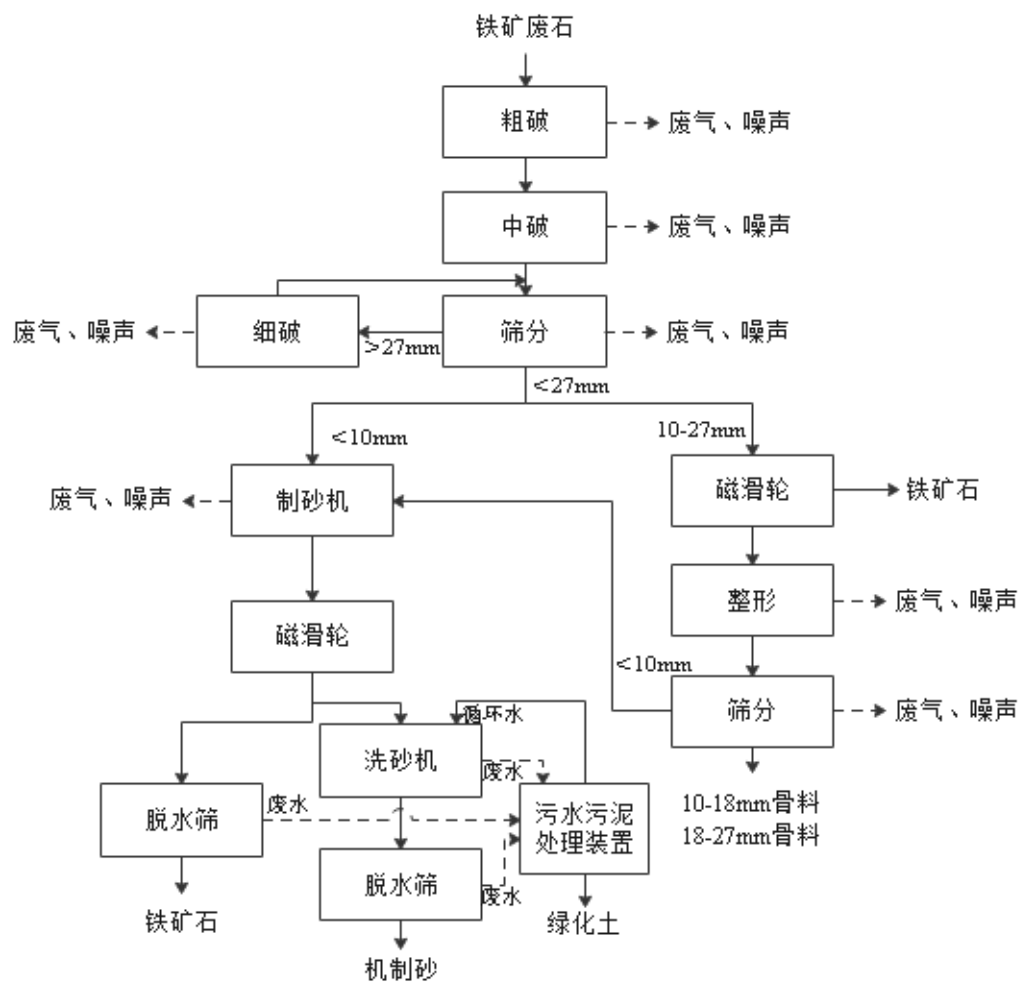 铁矿废石
粗破
废气、噪声
中破
废气、噪声
废气、噪声
细破
>27mm
筛分
废气、噪声
<27mm
<10mm
10-27mm
废气、噪声
制砂机
磁滑轮
铁矿石
整形
废气、噪声
磁滑轮
<10mm
筛分
废气、噪声
循环水
洗砂机
废水
10-18mm骨料
18-27mm骨料
脱水筛
废水
污水污泥
处理装置
脱水筛
废水
铁矿石
绿化土
机制砂